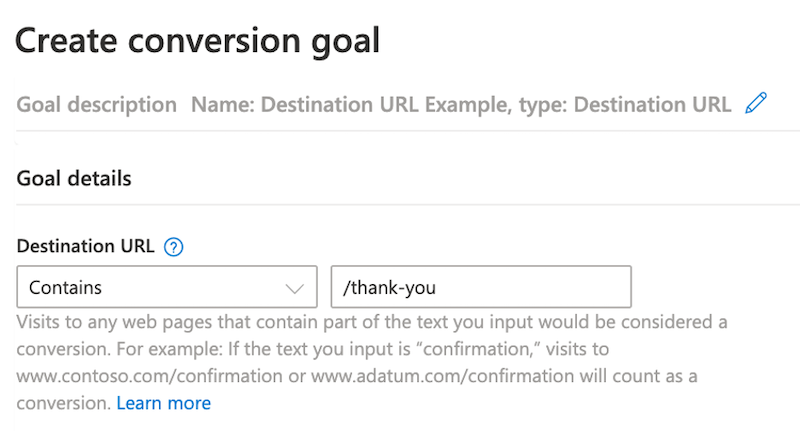 Create conversion goal
Goal description Name: Destination URL Example, type: Destination URL
Goal details
Destination URL ?
Contains
/thank-you
Visits to any web pages that contain part of the text you input would be considered a
conversion. For example: If the text you input is “confirmation,” visits to
www.contoso.com/confirmation or www.adatum.com/confirmation will count as a
conversion. Learn more